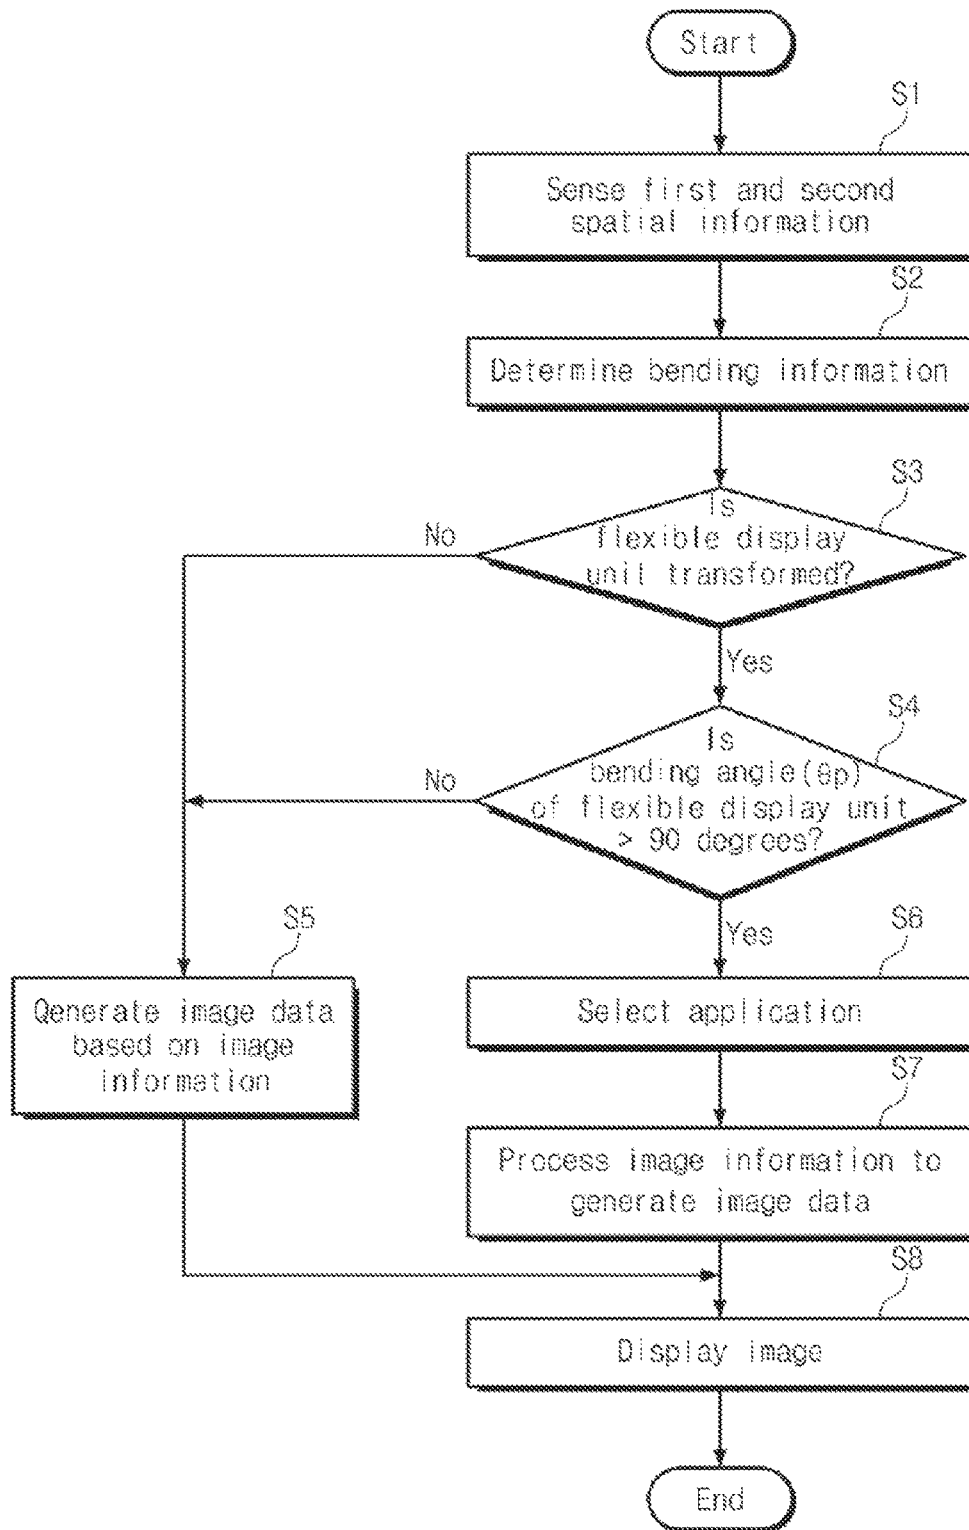 Start
S1
Sense first and second
spatial information
S2
Determine bending information
S3
Is
flexible display
unit transformed?
No
Yes
S4
Is
bending angle(θp)
of flexible display unit
> 90 degrees?
No
Yes
S5
Qenerate image data
based on image
information
S6
Select application
S7
Process image information to
generate image data
S8
Display image
End